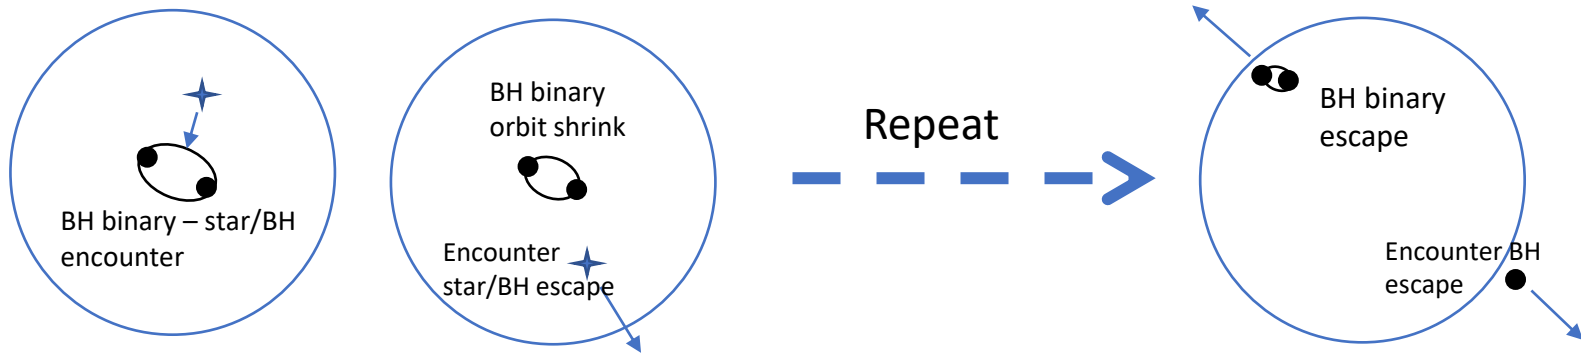 BH binary – star/BH
encounter
BH binary
orbit shrink
Encounter
star/BH escape
Repeat
BH binary
escape
Encounter BH
escape